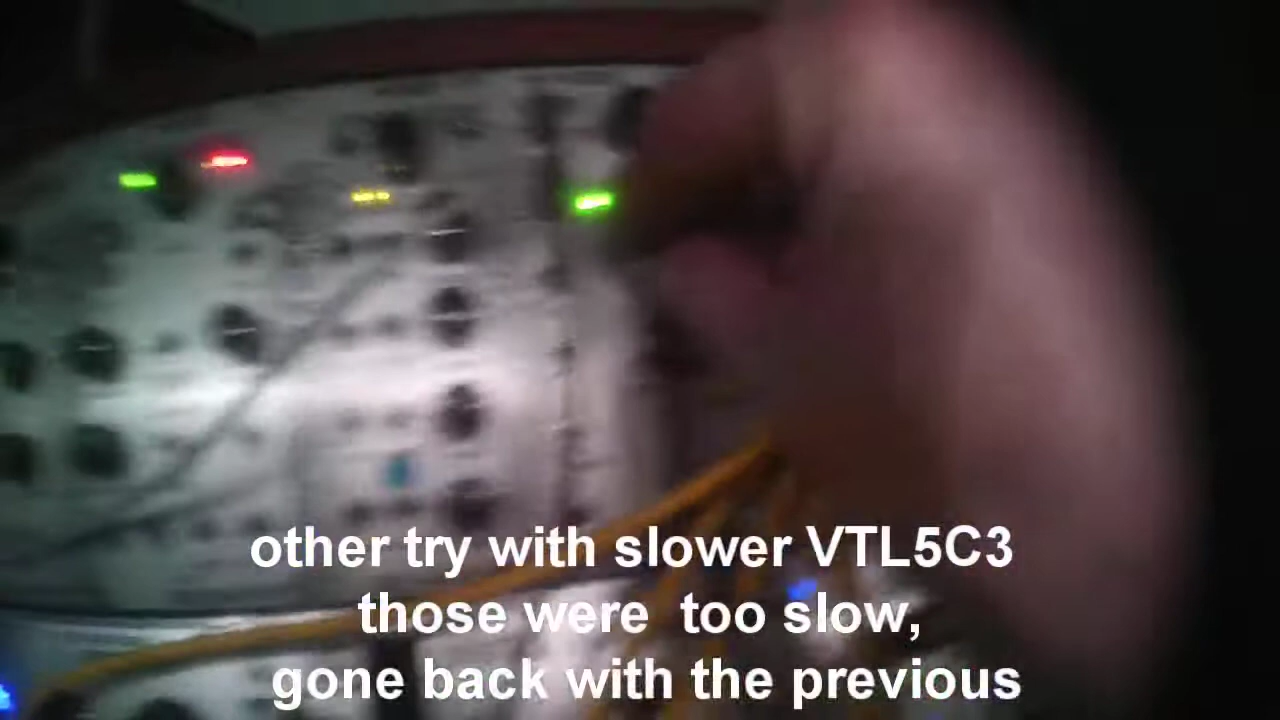 other try with slower VTL5C3
those were too slow,
gone back with the previous